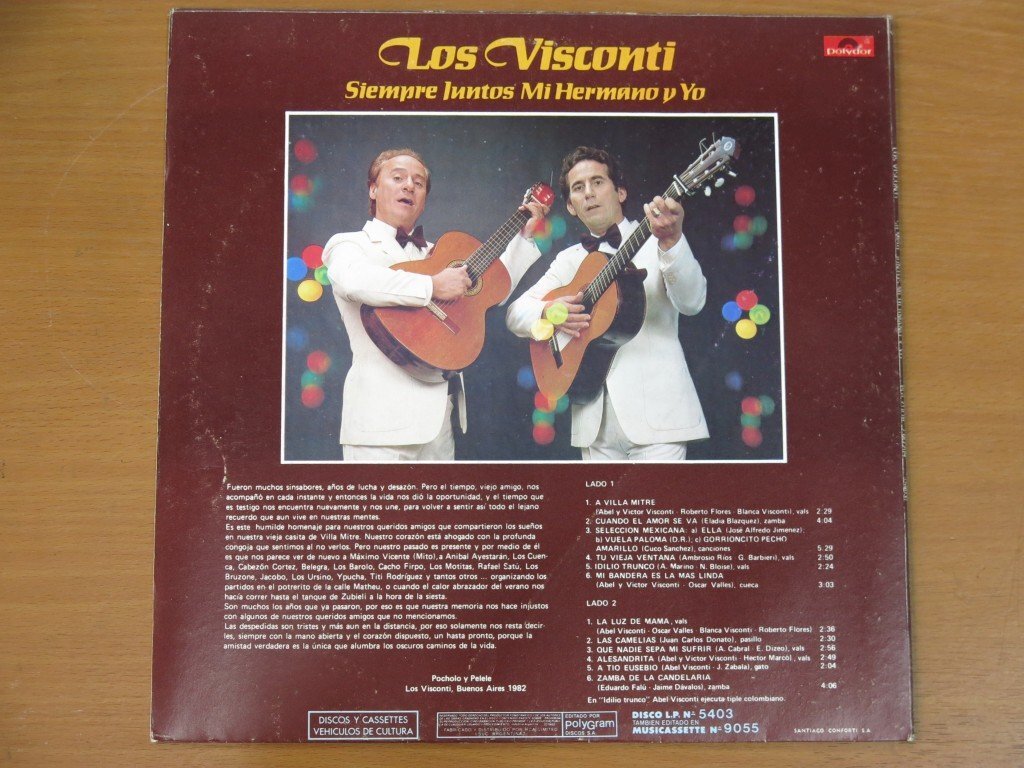 Los Visconti
polydor
Siempre Juntos Mi Hermano y Yo
Fueron muchos sinsabores, años de lucha y desazón. Pero el tiempo, viejo amigo, nos
acompañó en cada instante y entonces la vida nos dió la oportunidad, y el tiempo que
es testigo nos encuentra nuevamente y nos une, para volver a sentir así todo el lejano
recuerdo que aun vive en nuestras mentes.
Es este humilde homenaje para nuestros queridos amigos que compartieron los sueños
en nuestra vieja casita de Villa Mitre. Nuestro corazón está ahogado con la profunda
congoja que sentimos al no verlos. Pero nuestro pasado es presente y por medio de él
es que nos parece ver de nuevo a Máximo Vicente (Mito), a Anibal Ayestarán, Los Cuen-
ca, Cabezón Cortez, Belegra, Los Barolo, Cacho Firpo, Los Motitas, Rafael Satú, Los
Bruzone, Jacobo, Los Ursino, Ypucha, Titi Rodríguez y tantos otros ... organizando los
partidos en el potrerito de la calle Matheu, o cuando el calor abrazador del verano nos
hacía correr hasta el tanque de Zubieli a la hora de la siesta.
Son muchos los años que ya pasaron, por eso es que nuestra memoria nos hace injustos
con algunos de nuestros queridos amigos que no mencionamos.
Las despedidas son tristes y más aun en la distancia, por eso solamente nos resta decir-
les, siempre con la mano abierta y el corazón dispuesto, un hasta pronto, porque la
amistad verdadera es la única que alumbra los oscuros caminos de la vida.
Pocholo y Pelele
Los Visconti, Buenos Aires 1982
LADO 1
1. A VILLA MITRE
(Abel y Victor Visconti - Roberto Flores - Blanca Visconti), vals 2:29
2. CUANDO EL AMOR SE VA (Eladia Blazquez), zamba 4:04
3. SELECCION MEXICANA: a) ELLA (José Alfredo Jimenez);
b) VUELA PALOMA (D.R.); c) GORRIONCITO PECHO
AMARILLO (Cuco Sanchez), canciones 5:29
4. TU VIEJA VENTANA (Ambrosio Ríos - G. Barbieri), vals 2:50
5. IDILIO TRUNCO (A. Marino - N. Bloise), vals 2:24
6. MI BANDERA ES LA MAS LINDA
(Abel y Victor Visconti - Oscar Valles), cueca 3:03
LADO 2
1. LA LUZ DE MAMA, vals
(Abel Visconti - Oscar Valles - Blanca Visconti - Roberto Flores) 2:36
2. LAS CAMELIAS (Juan Carlos Donato), pasillo 2:30
3. QUE NADIE SEPA MI SUFRIR (A. Cabral - E. Dizeo), vals 2:56
4. ALESANDRITA (Abel y Victor Visconti - Hector Marcó), vals 2:49
5. A TIO EUSEBIO (Abel Visconti - J. Zabala), gato 2:04
6. ZAMBA DE LA CANDELARIA
(Eduardo Falú - Jaime Dávalos), zamba 4:06
En "Idilio trunco" Abel Visconti ejecuta tiple colombiano.
DISCOS Y CASSETTES
VEHICULOS DE CULTURA
EDITADO POR
polygram
DISCOS S.A.
DISCO L.P. Nº 5403
TAMBIEN EDITADO EN
MUSICASSETTE Nº 9055
SANTIAGO CONFORTI S.A.